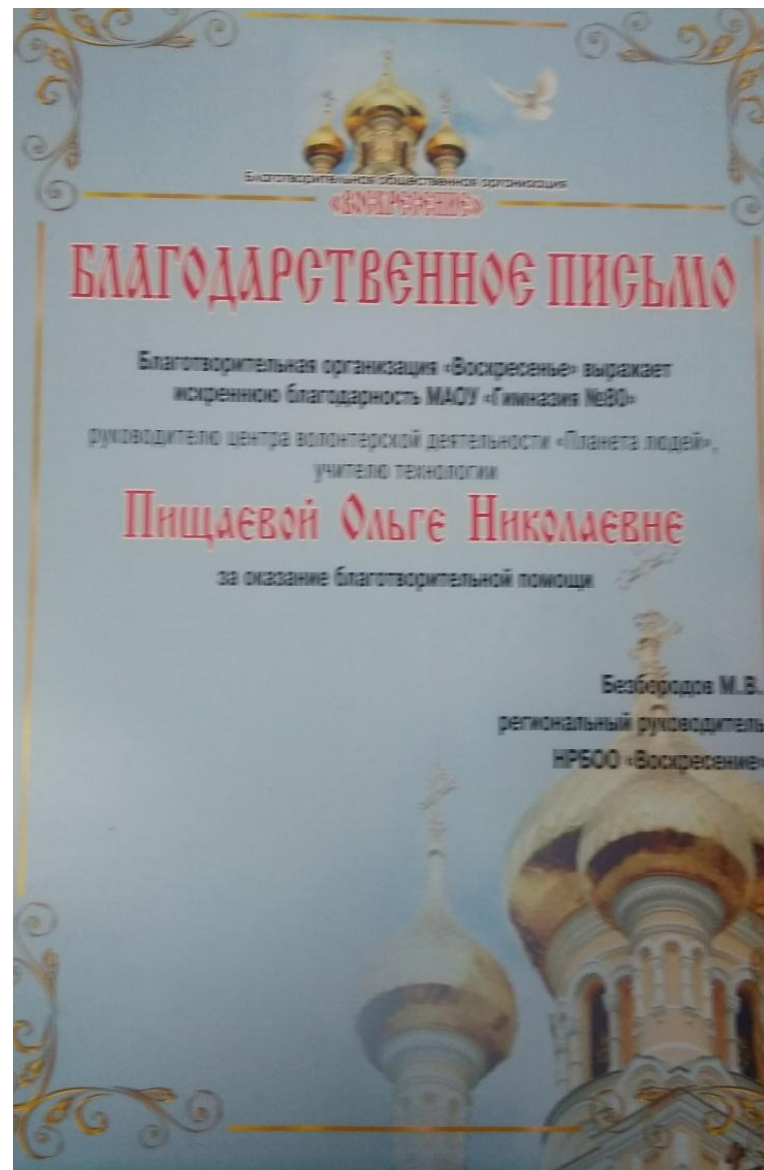 Благотворительная общественная организация
«ВОСКРЕСЕНИЕ»
БЛАГОДАРСТВЕННОЕ ПИСЬМО
Благотворительная организация «Воскресенье» выражает
искреннюю благодарность МАОУ «Гимназия №80»
руководителю центра волонтерской деятельности «Планета людей»,
учителю технологии
Пищаевой Ольге Николаевне
за оказание благотворительной помощи
Безбородов М.В.
региональный руководитель
НРБОО «Воскресение»